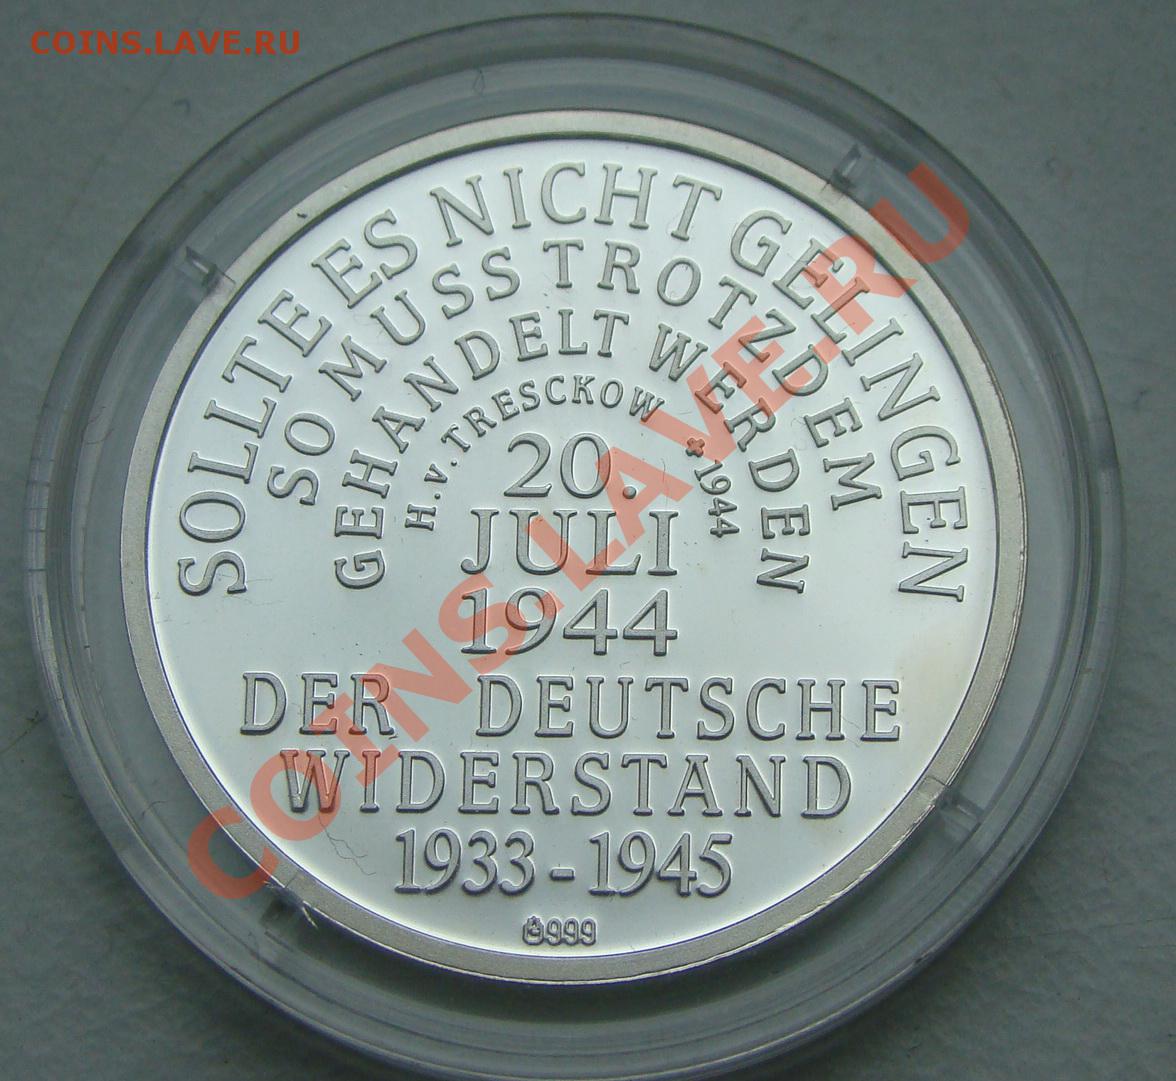 COINS.LAVE.RU
SOLLTE ES NICHT GELINGEN
SO MUSS TROTZDEM
GEHANDELT WERDEN
H.v.TRESCKOW ✤1944
20.
JULI
1944
DER DEUTSCHE
WIDERSTAND
1933-1945
999
COINS.LAVE.RU